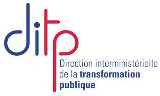 ditp
Direction interministérielle
de la transformation
publique